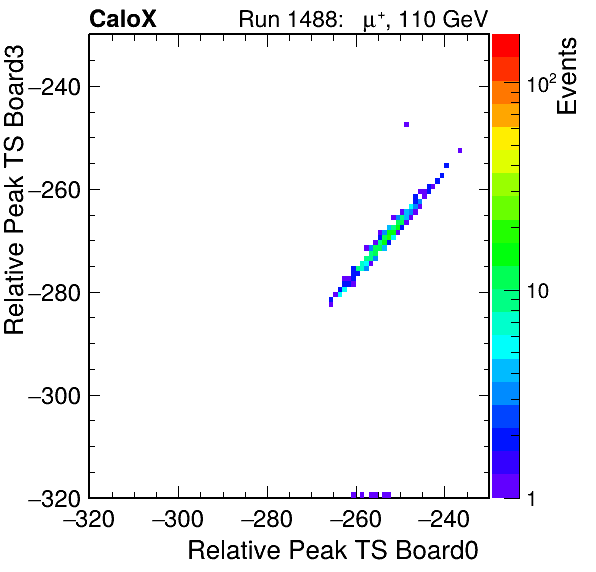 CaloX Run 1488: μ⁺, 110 GeV
Relative Peak TS Board3
−240
−260
−280
−300
−320
−320 −300 −280 −260 −240
Relative Peak TS Board0
Events
10²
10
1